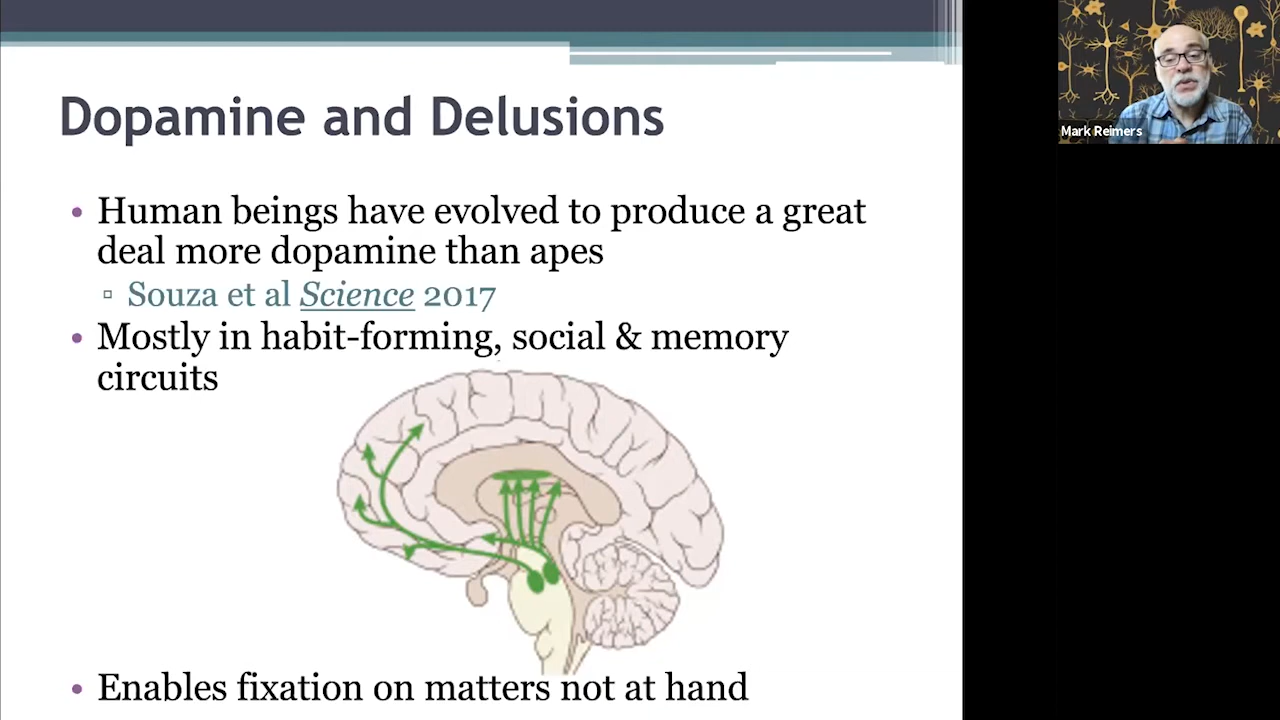 Dopamine and Delusions
• Human beings have evolved to produce a great
deal more dopamine than apes
▫ Souza et al Science 2017
• Mostly in habit-forming, social & memory
circuits
• Enables fixation on matters not at hand
Mark Reimers